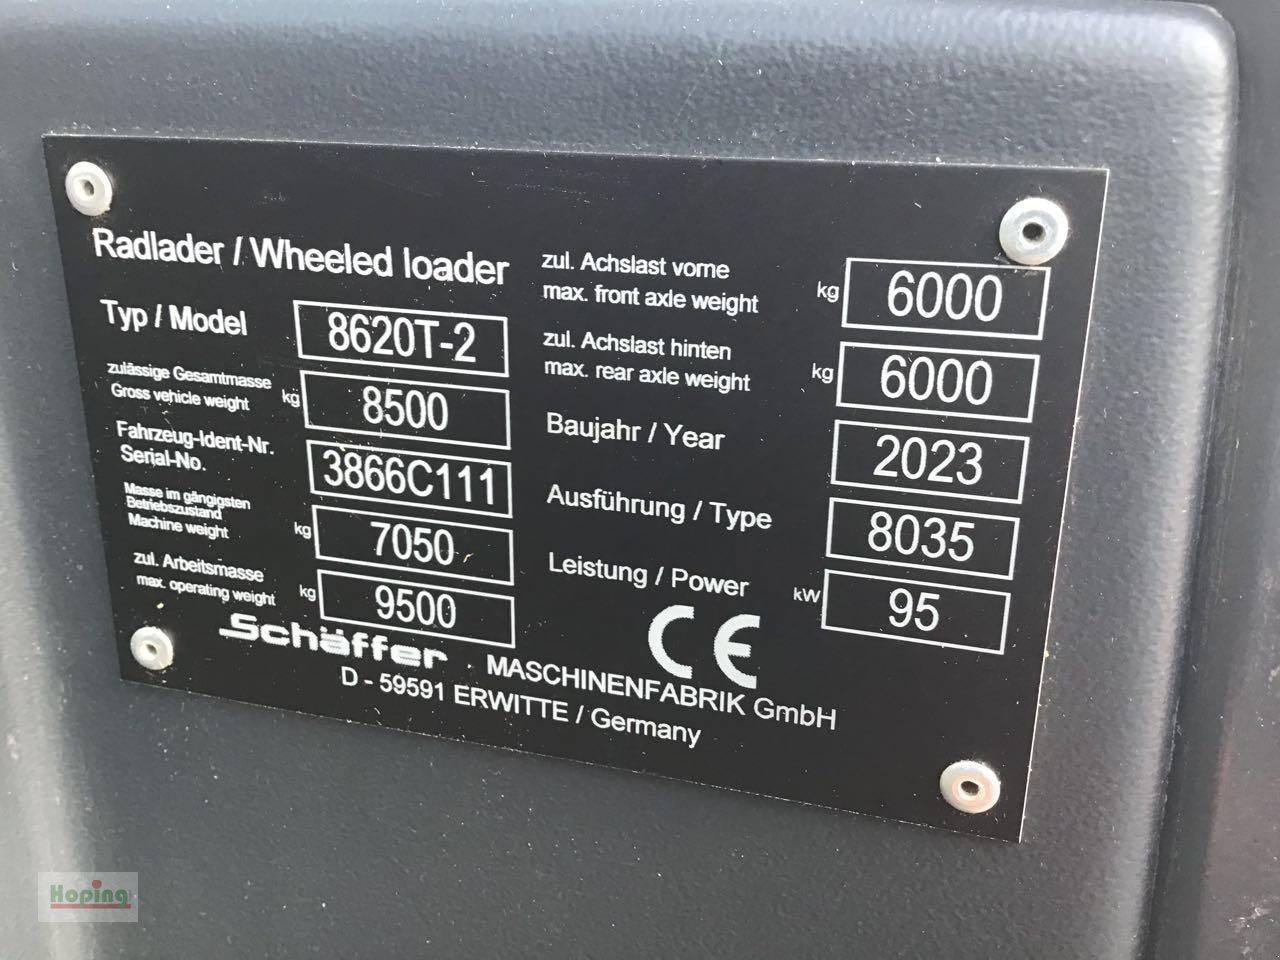 Radlader / Wheeled loader
Typ / Model 8620T-2
zulässige Gesamtmasse
Gross vehicle weight kg 8500
Fahrzeug-Ident-Nr.
Serial-No. 3866C111
Masse im gängigsten
Betriebszustand
Machine weight kg 7050
zul. Arbeitsmasse
max. operating weight kg 9500
zul. Achslast vorne
max. front axle weight kg 6000
zul. Achslast hinten
max. rear axle weight kg 6000
Baujahr / Year 2023
Ausführung / Type 8035
Leistung / Power kW 95
CE
Schäffer · MASCHINENFABRIK GmbH
D - 59591 ERWITTE / Germany
Hoping